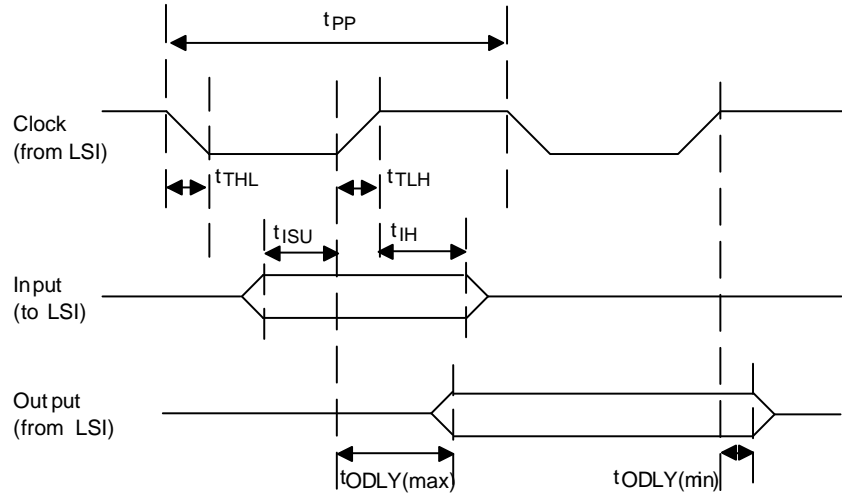 tPP
Clock
(from LSI)
tTHL
tTLH
tISU
tIH
Input
(to LSI)
Output
(from LSI)
tODLY(max)
tODLY(min)